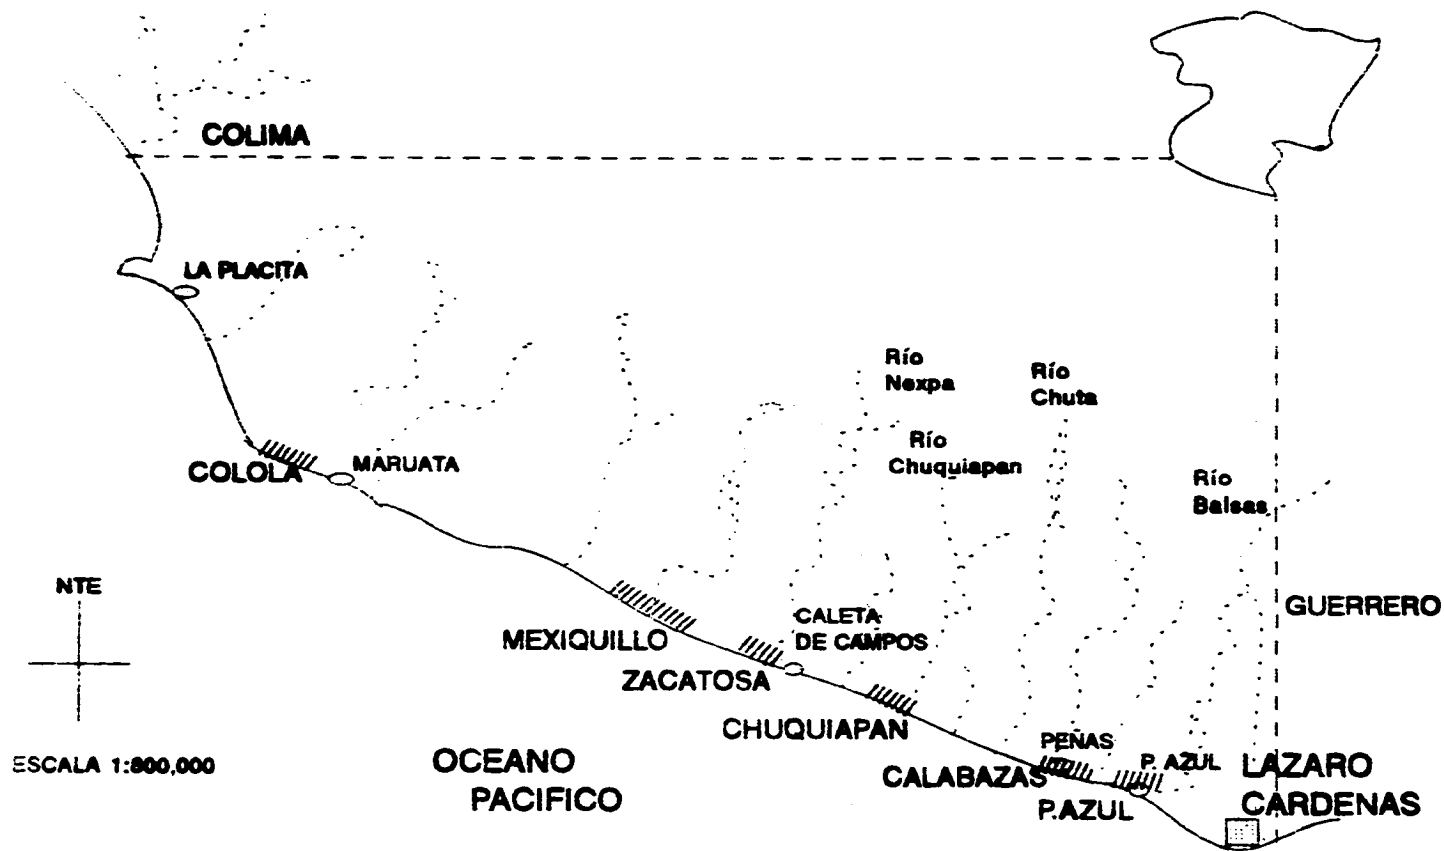 COLIMA
LA PLACITA
Río
Nexpa
Río
Chuta
Río
Chuquiapan
COLOLA
MARUATA
Río
Balsas
NTE
GUERRERO
CALETA
DE CAMPOS
MEXIQUILLO
ZACATOSA
CHUQUIAPAN
PEÑAS
P. AZUL
ESCALA 1:800,000
OCEANO
PACIFICO
CALABAZAS
P.AZUL
LAZARO
CARDENAS